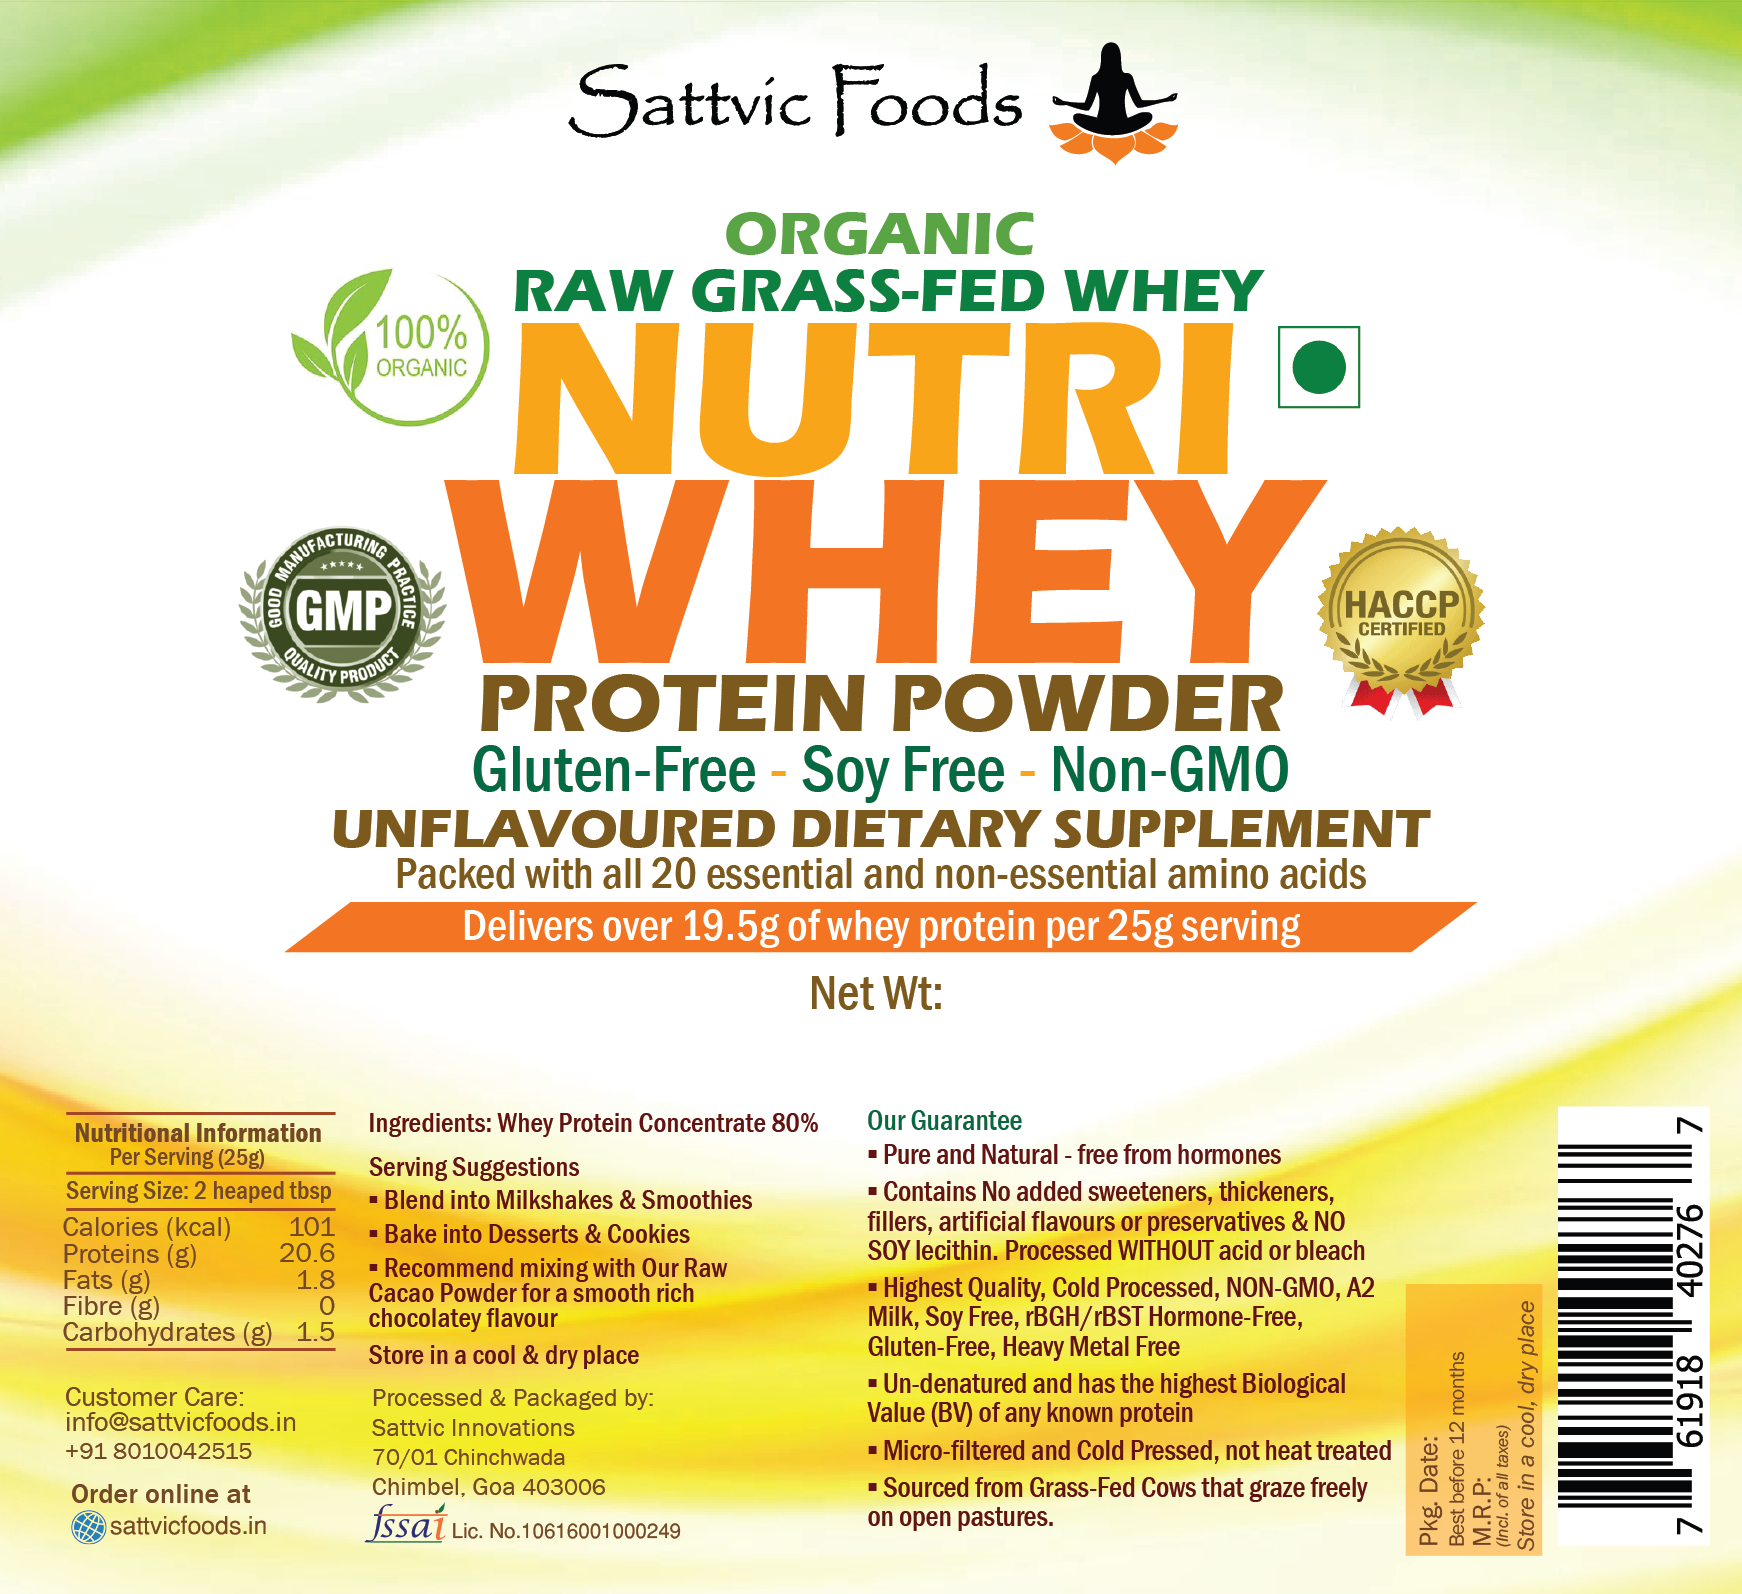 Sattvic Foods
ORGANIC
RAW GRASS-FED WHEY
100%
ORGANIC
NUTRI
WHEY
GOOD MANUFACTURING PRACTICE
GMP
QUALITY PRODUCT
HACCP
CERTIFIED
PROTEIN POWDER
Gluten-Free - Soy Free - Non-GMO
UNFLAVOURED DIETARY SUPPLEMENT
Packed with all 20 essential and non-essential amino acids
Delivers over 19.5g of whey protein per 25g serving
Net Wt:
Nutritional Information
Per Serving (25g)
Serving Size: 2 heaped tbsp
Calories (kcal) 101
Proteins (g) 20.6
Fats (g) 1.8
Fibre (g) 0
Carbohydrates (g) 1.5
Customer Care:
info@sattvicfoods.in
+91 8010042515
Order online at
sattvicfoods.in
Ingredients: Whey Protein Concentrate 80%
Serving Suggestions
▪ Blend into Milkshakes & Smoothies
▪ Bake into Desserts & Cookies
▪ Recommend mixing with Our Raw
Cacao Powder for a smooth rich
chocolatey flavour
Store in a cool & dry place
Processed & Packaged by:
Sattvic Innovations
70/01 Chinchwada
Chimbel, Goa 403006
fssai Lic. No.10616001000249
Our Guarantee
▪ Pure and Natural - free from hormones
▪ Contains No added sweeteners, thickeners,
fillers, artificial flavours or preservatives & NO
SOY lecithin. Processed WITHOUT acid or bleach
▪ Highest Quality, Cold Processed, NON-GMO, A2
Milk, Soy Free, rBGH/rBST Hormone-Free,
Gluten-Free, Heavy Metal Free
▪ Un-denatured and has the highest Biological
Value (BV) of any known protein
▪ Micro-filtered and Cold Pressed, not heat treated
▪ Sourced from Grass-Fed Cows that graze freely
on open pastures.
Pkg. Date:
Best before 12 months
M.R.P:
(Incl. of all taxes)
Store in a cool, dry place
7 61918 40276 7